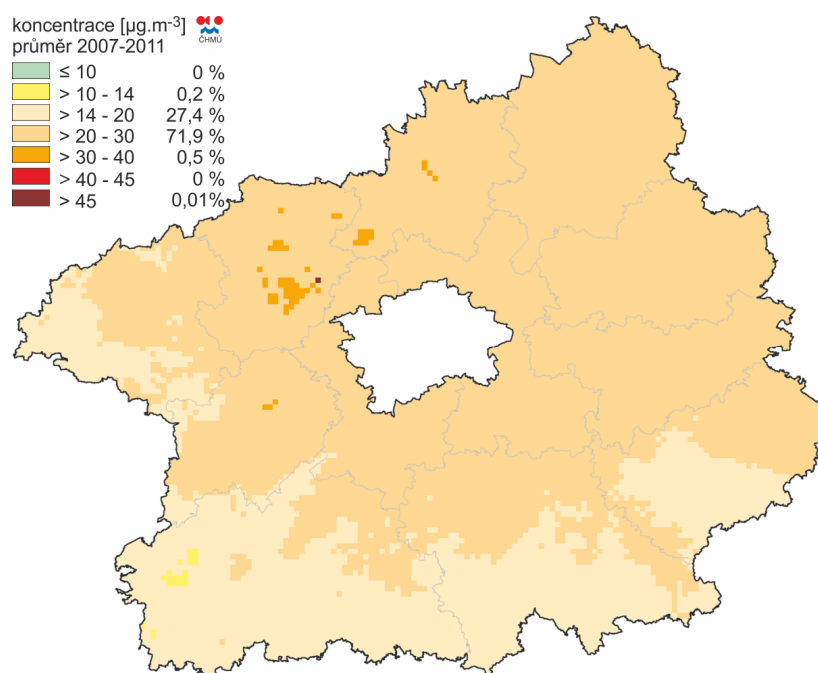 koncentrace [µg.m-3]
ČHMÚ
průměr 2007-2011
≤ 10 0 %
> 10 - 14 0,2 %
> 14 - 20 27,4 %
> 20 - 30 71,9 %
> 30 - 40 0,5 %
> 40 - 45 0 %
> 45 0,01%